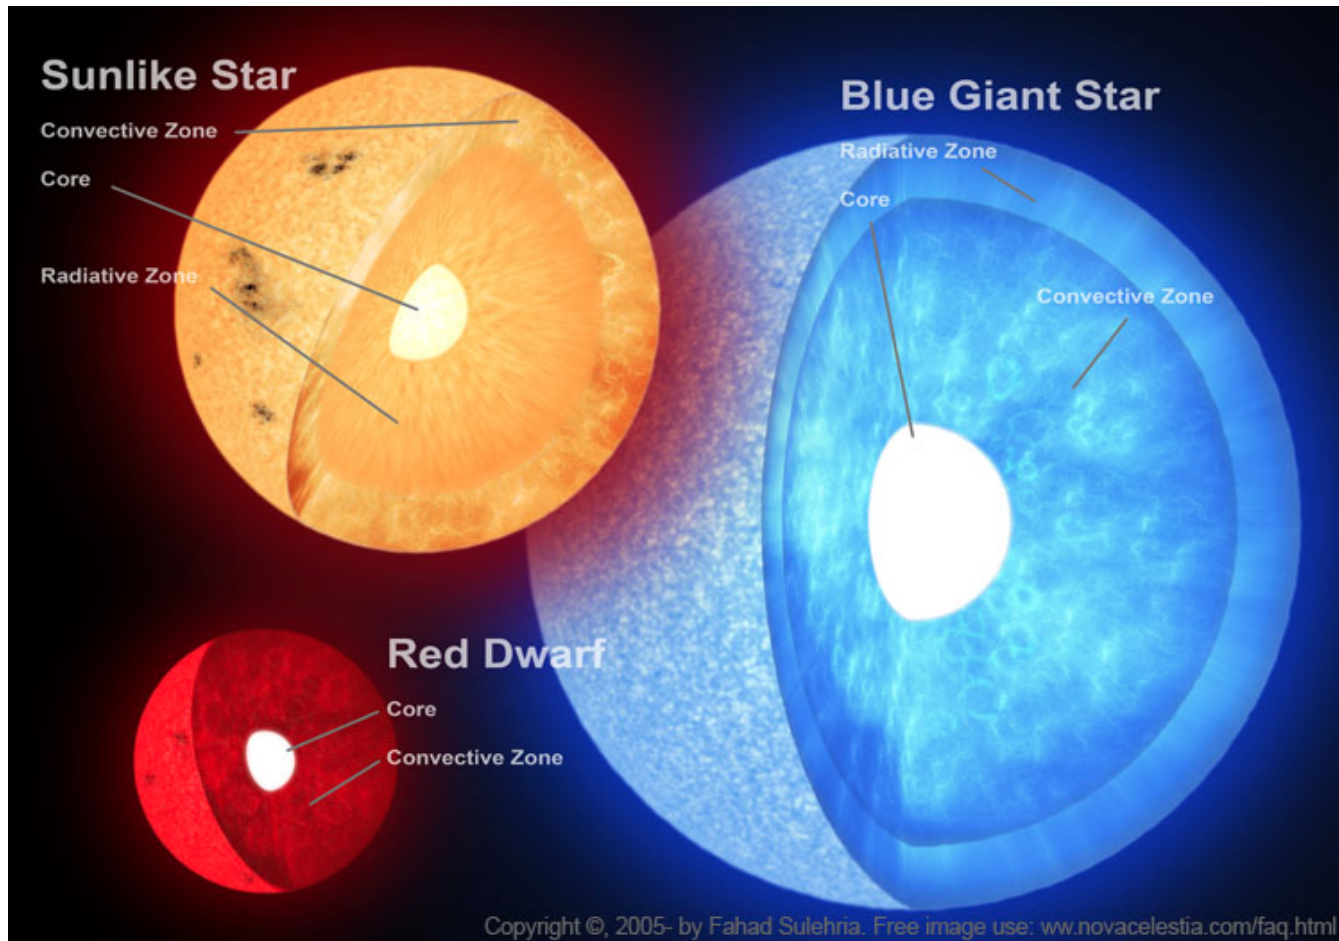 Sunlike Star
Convective Zone
Core
Radiative Zone
Blue Giant Star
Radiative Zone
Core
Convective Zone
Red Dwarf
Core
Convective Zone
Copyright ©, 2005- by Fahad Sulehria. Free image use: ww.novacelestia.com/faq.html